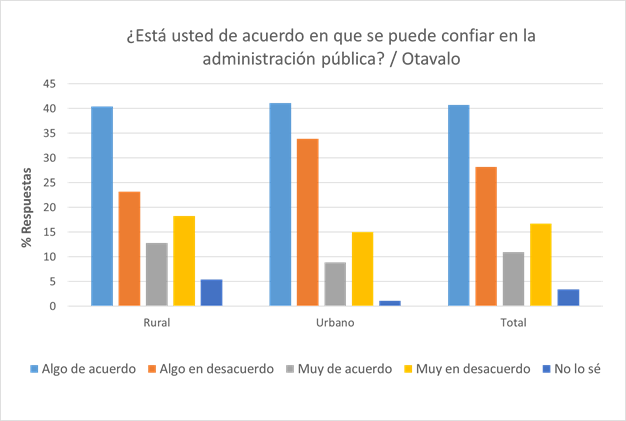 ¿Está usted de acuerdo en que se puede confiar en la
administración pública? / Otavalo
% Respuestas
45
40
35
30
25
20
15
10
5
0
Rural Urbano Total
Algo de acuerdo Algo en desacuerdo Muy de acuerdo Muy en desacuerdo No lo sé